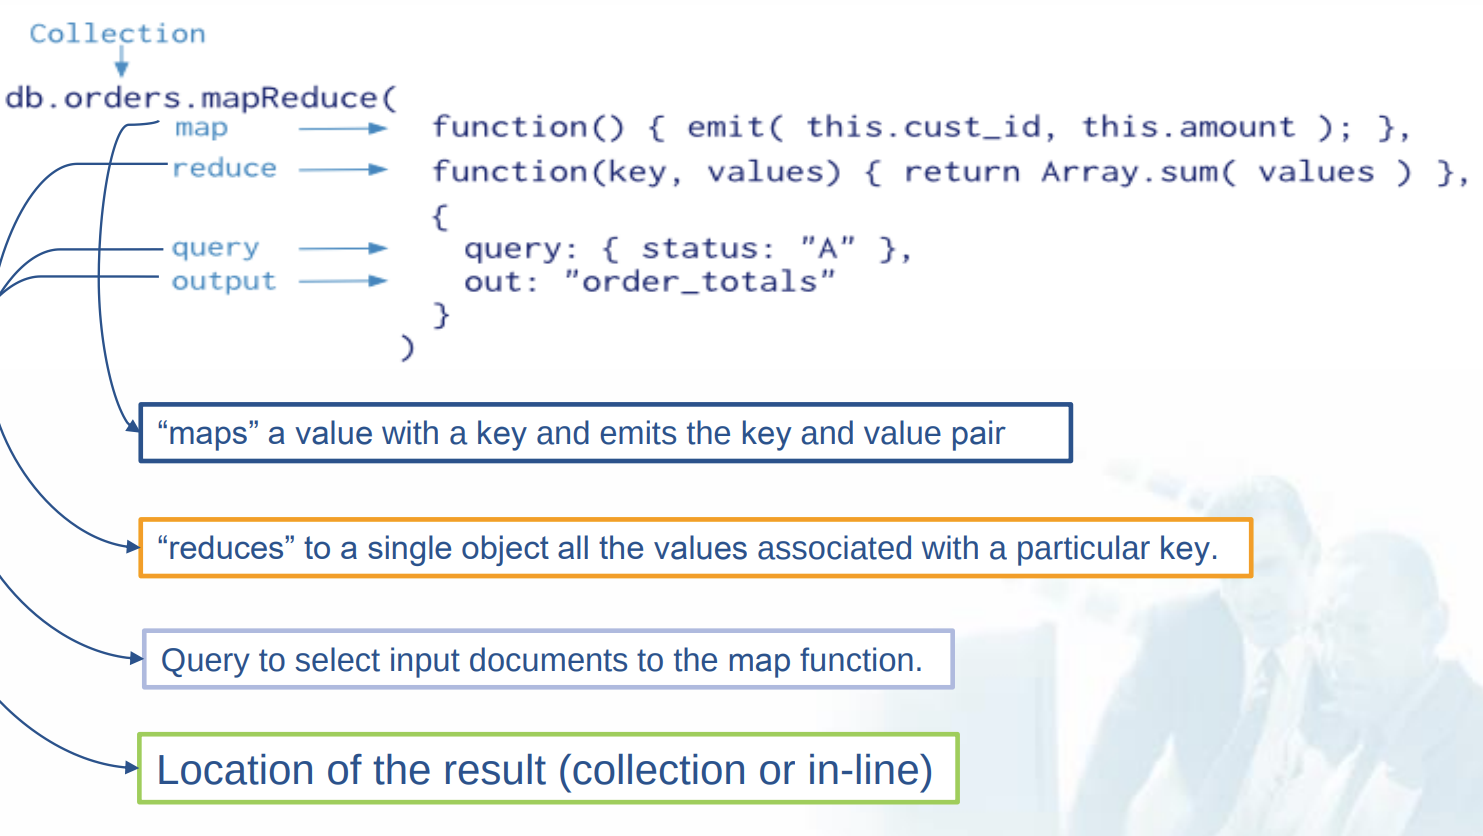 Collection
db.orders.mapReduce(
map function() { emit( this.cust_id, this.amount ); },
reduce function(key, values) { return Array.sum( values ) },
{
query query: { status: "A" },
output out: "order_totals"
}
)
“maps” a value with a key and emits the key and value pair
“reduces” to a single object all the values associated with a particular key.
Query to select input documents to the map function.
Location of the result (collection or in-line)